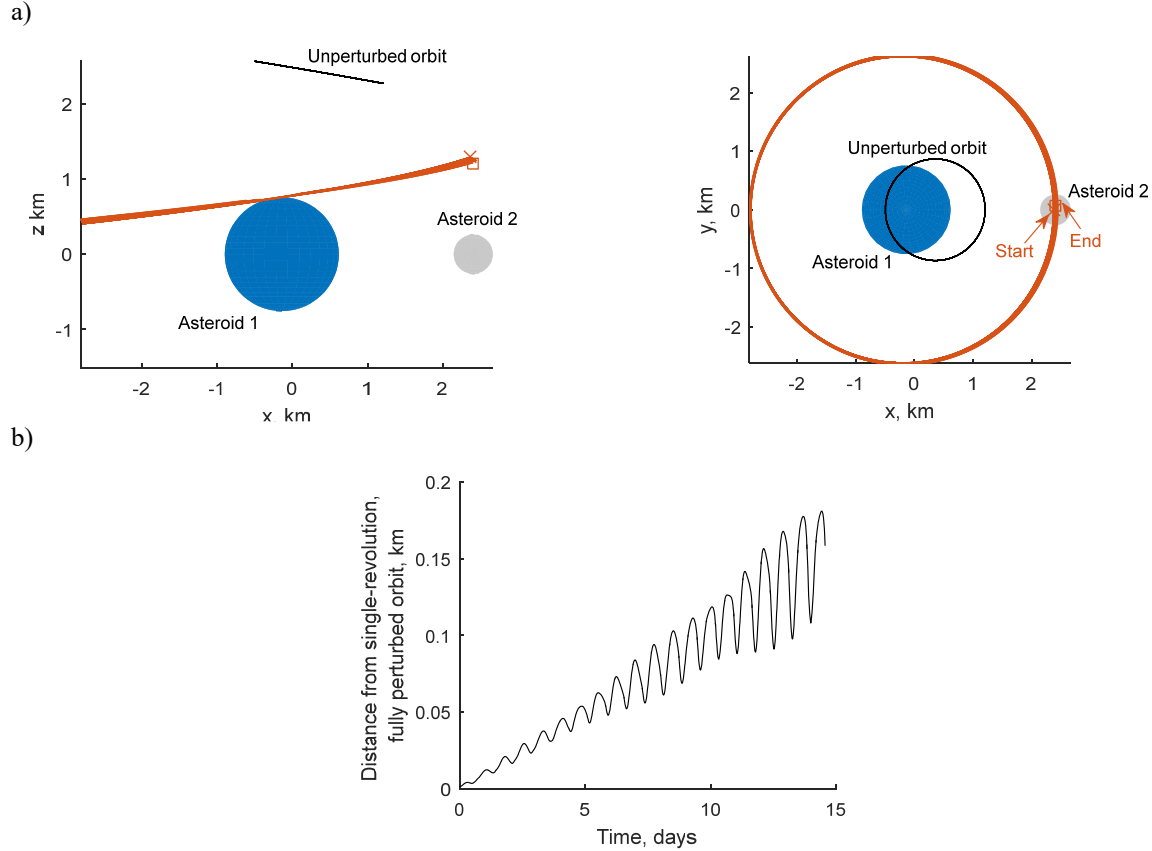 a)
Unperturbed orbit
2
1
0
-1
z km
Asteroid 2
Asteroid 1
-2
-1
0
1
2
x, km
2
1
0
-1
-2
y, km
Unperturbed orbit
Asteroid 2
Start
End
Asteroid 1
-2
-1
0
1
2
x, km
b)
0.2
0.15
0.1
0.05
0
Distance from single-revolution,
fully perturbed orbit, km
0
5
10
15
Time, days